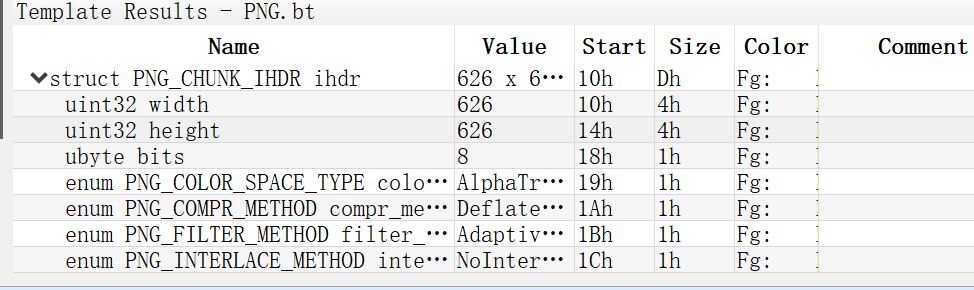 Template Results - PNG.bt
Name Value Start Size Color Comment
struct PNG_CHUNK_IHDR ihdr 626 x 6… 10h Dh Fg:
uint32 width 626 10h 4h Fg:
uint32 height 626 14h 4h Fg:
ubyte bits 8 18h 1h Fg:
enum PNG_COLOR_SPACE_TYPE colo… AlphaTr… 19h 1h Fg:
enum PNG_COMPR_METHOD compr_me… Deflate… 1Ah 1h Fg:
enum PNG_FILTER_METHOD filter_… Adaptiv… 1Bh 1h Fg:
enum PNG_INTERLACE_METHOD inte… NoInter… 1Ch 1h Fg: